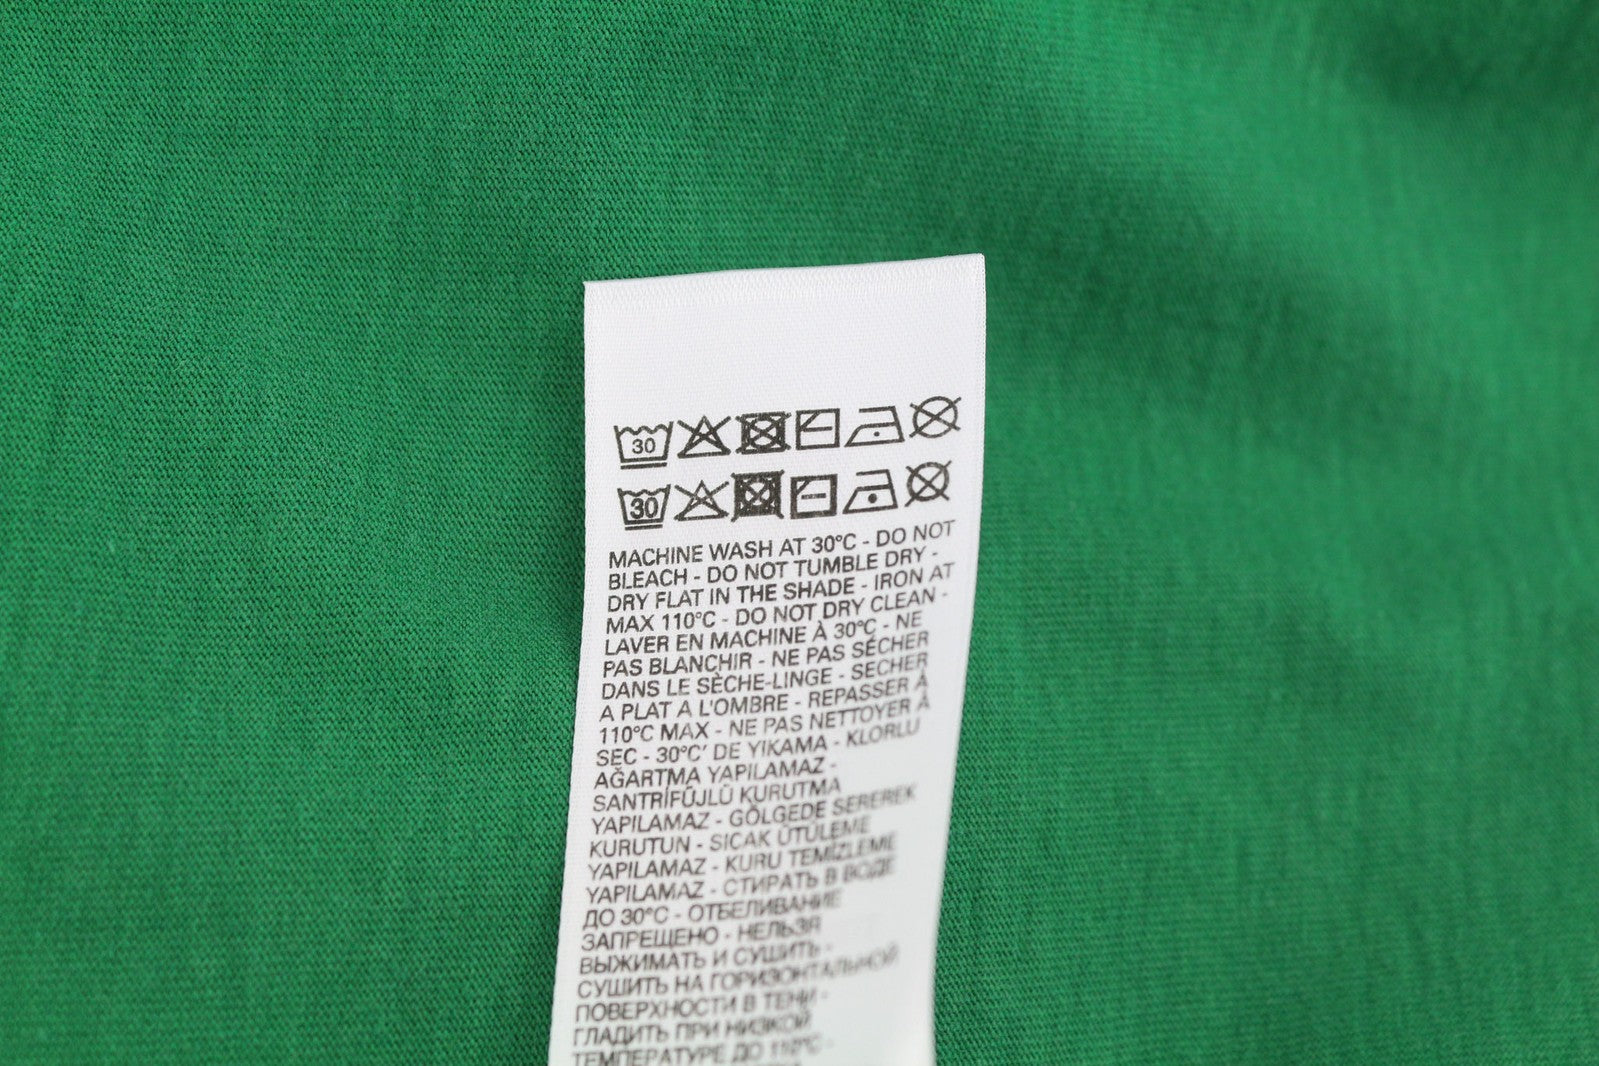 30
30
MACHINE WASH AT 30°C - DO NOT
BLEACH - DO NOT TUMBLE DRY -
DRY FLAT IN THE SHADE - IRON AT
MAX 110°C - DO NOT DRY CLEAN -
LAVER EN MACHINE À 30°C - NE
PAS BLANCHIR - NE PAS SÉCHER
DANS LE SÈCHE-LINGE - SECHER
A PLAT A L'OMBRE - REPASSER À
110°C MAX - NE PAS NETTOYER À
SEC - 30°C' DE YIKAMA - KLORLU
AĞARTMA YAPILAMAZ -
SANTRİFÜJLÜ KURUTMA
YAPILAMAZ - GÖLGEDE SEREREK
KURUTUN - SICAK ÜTÜLEME
YAPILAMAZ - KURU TEMİZLEME
YAPILAMAZ - СТИРАТЬ В ВОДЕ
ДО 30°C - ОТБЕЛИВАНИЕ
ЗАПРЕЩЕНО - НЕЛЬЗЯ
ВЫЖИМАТЬ И СУШИТЬ -
СУШИТЬ НА ГОРИЗОНТАЛЬНОЙ
ПОВЕРХНОСТИ В ТЕНИ -
ГЛАДИТЬ ПРИ НИЗКОЙ
ТЕМПЕРАТУРЕ ДО 110°C -